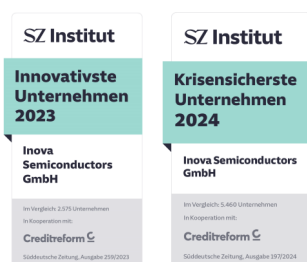 SZ Institut
Innovativste
Unternehmen
2023
Inova
Semiconductors
GmbH
Im Vergleich: 2.575 Unternehmen
In Kooperation mit:
Creditreform
Süddeutsche Zeitung, Ausgabe 259/2023
SZ Institut
Krisensicherste
Unternehmen
2024
Inova Semiconductors
GmbH
Im Vergleich: 5.460 Unternehmen
In Kooperation mit:
Creditreform
Süddeutsche Zeitung, Ausgabe 187/2024